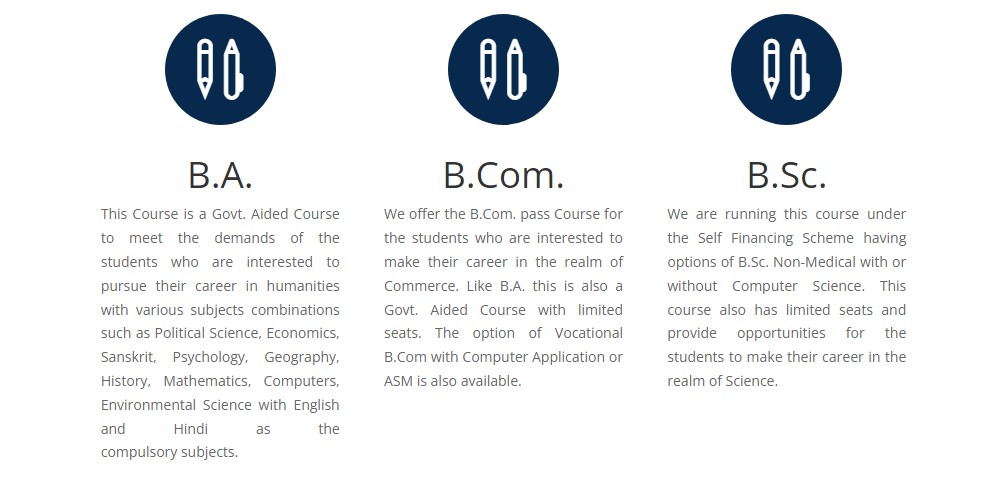 B.A.
This Course is a Govt. Aided Course
to meet the demands of the
students who are interested to
pursue their career in humanities
with various subjects combinations
such as Political Science, Economics,
Sanskrit, Psychology, Geography,
History, Mathematics, Computers,
Environmental Science with English
and Hindi as the
compulsory subjects.
B.Com.
We offer the B.Com. pass Course for
the students who are interested to
make their career in the realm of
Commerce. Like B.A. this is also a
Govt. Aided Course with limited
seats. The option of Vocational
B.Com with Computer Application or
ASM is also available.
B.Sc.
We are running this course under
the Self Financing Scheme having
options of B.Sc. Non-Medical with or
without Computer Science. This
course also has limited seats and
provide opportunities for the
students to make their career in the
realm of Science.